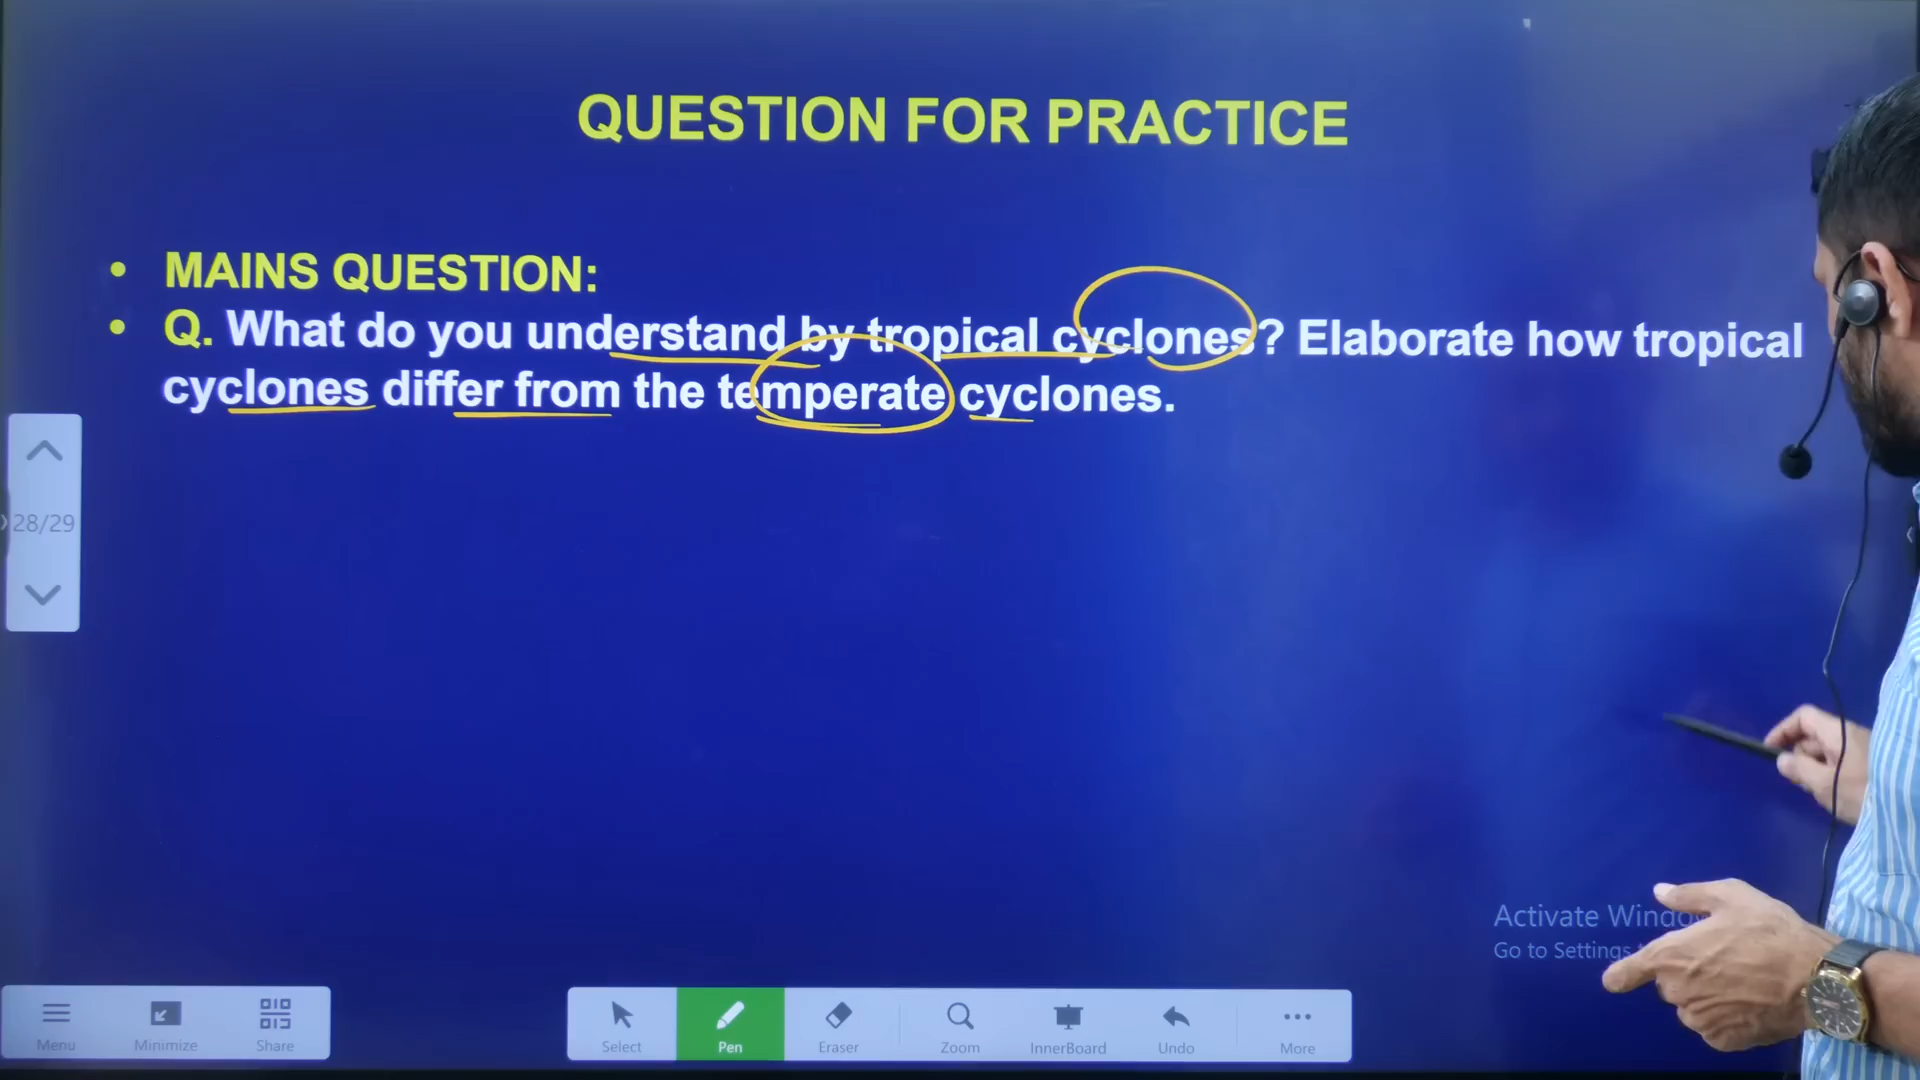 QUESTION FOR PRACTICE
• MAINS QUESTION:
• Q. What do you understand by tropical cyclones? Elaborate how tropical
cyclones differ from the temperate cyclones.
28/29
Activate Windo
Go to Settings
Menu
Minimize
Share
Select
Pen
Eraser
Zoom
InnerBoard
Undo
More